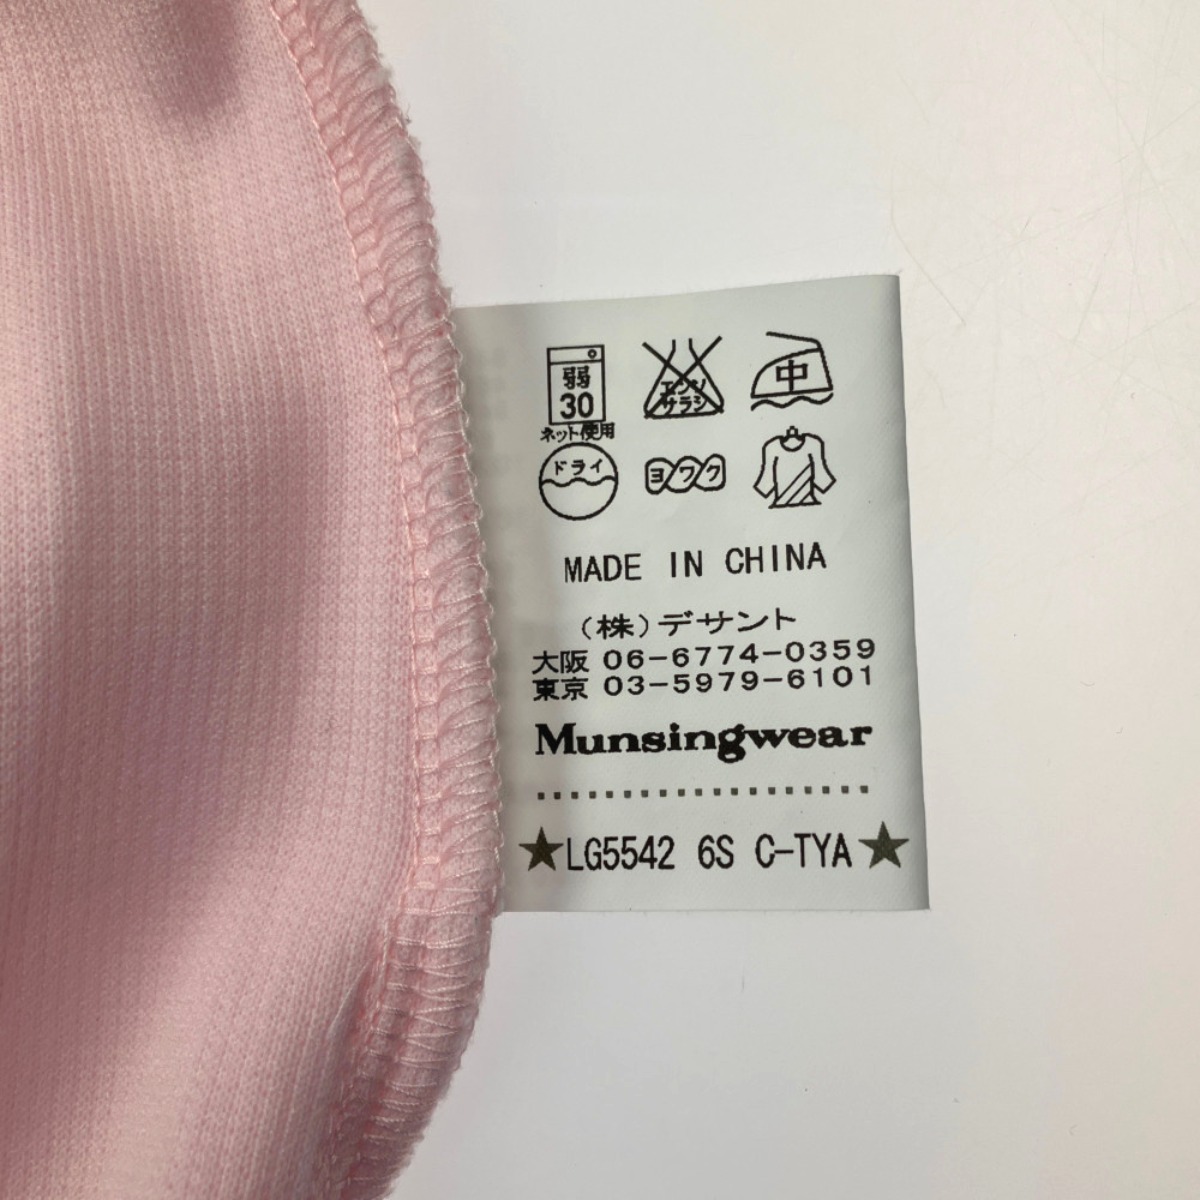 弱
30
ネット使用
エンソ
サラシ
中
ドライ
ヨワク
MADE IN CHINA
(株)デサント
大阪 06-6774-0359
東京 03-5979-6101
Munsingwear
★LG5542 6S C-TYA★